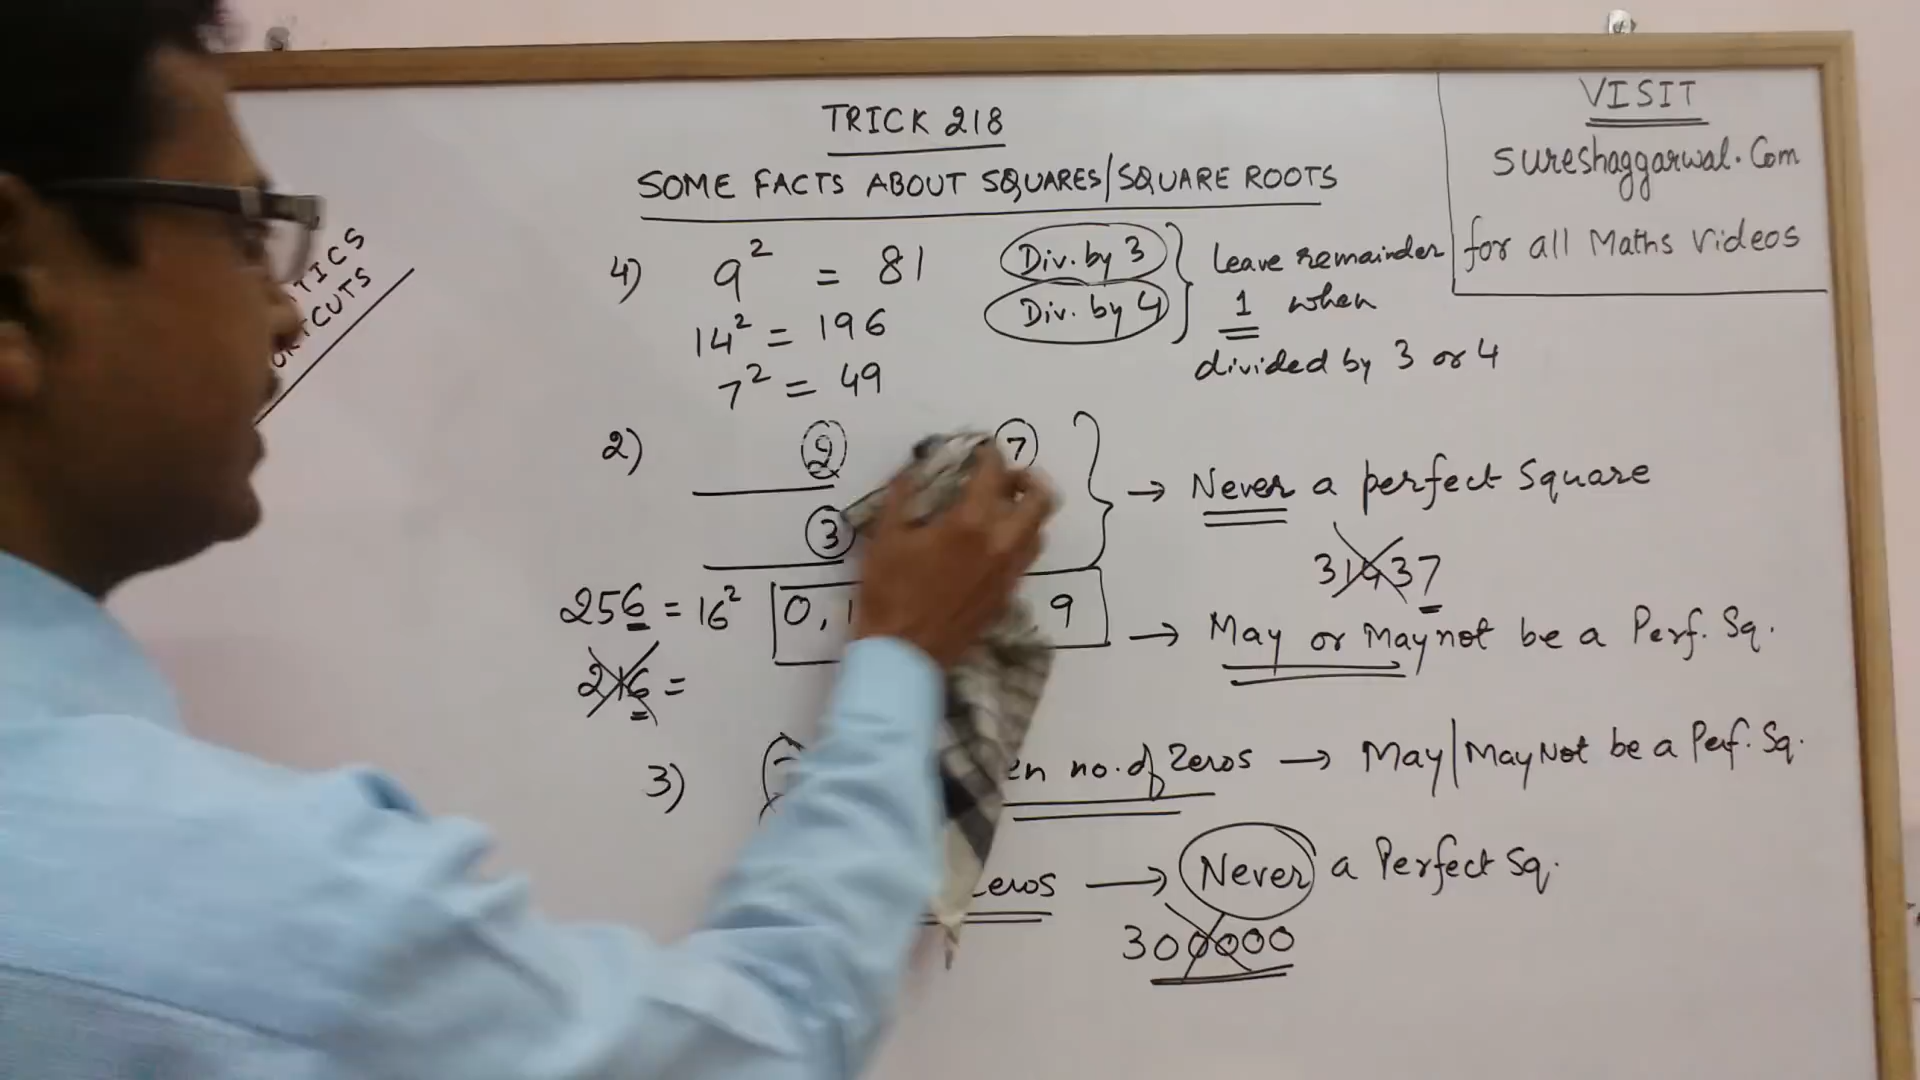 TRICK 218
VISIT
SOME FACTS ABOUT SQUARES/SQUARE ROOTS
sureshaggarwal.Com
for all Maths Videos
4) 9² = 81 Div. by 3 Leave remainder
14² = 196 Div. by 4 1 when
7² = 49 divided by 3 or 4
2) 2 7
3
→ Never a perfect Square
31437
256 = 16² 0, 1 9 → May or May not be a Perf. Sq.
216 =
3) no. of Zeros → May/May Not be a Perf. Sq.
→ Never a Perfect Sq.
300000